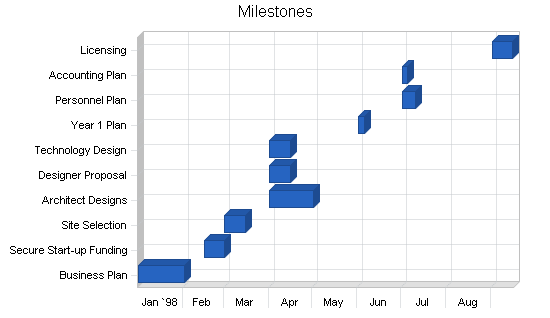 Milestones
Licensing
Accounting Plan
Personnel Plan
Year 1 Plan
Technology Design
Designer Proposal
Architect Designs
Site Selection
Secure Start-up Funding
Business Plan
Jan `98 Feb Mar Apr May Jun Jul Aug